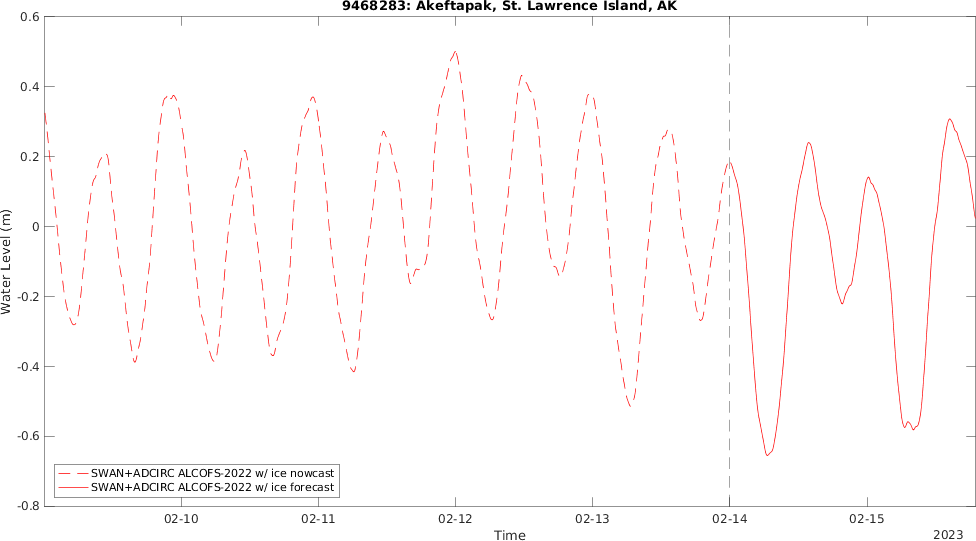 9468283: Akeftapak, St. Lawrence Island, AK
0.6
0.4
0.2
0
-0.2
-0.4
-0.6
-0.8
Water Level (m)
SWAN+ADCIRC ALCOFS-2022 w/ ice nowcast
SWAN+ADCIRC ALCOFS-2022 w/ ice forecast
02-10 02-11 02-12 02-13 02-14 02-15
Time
2023